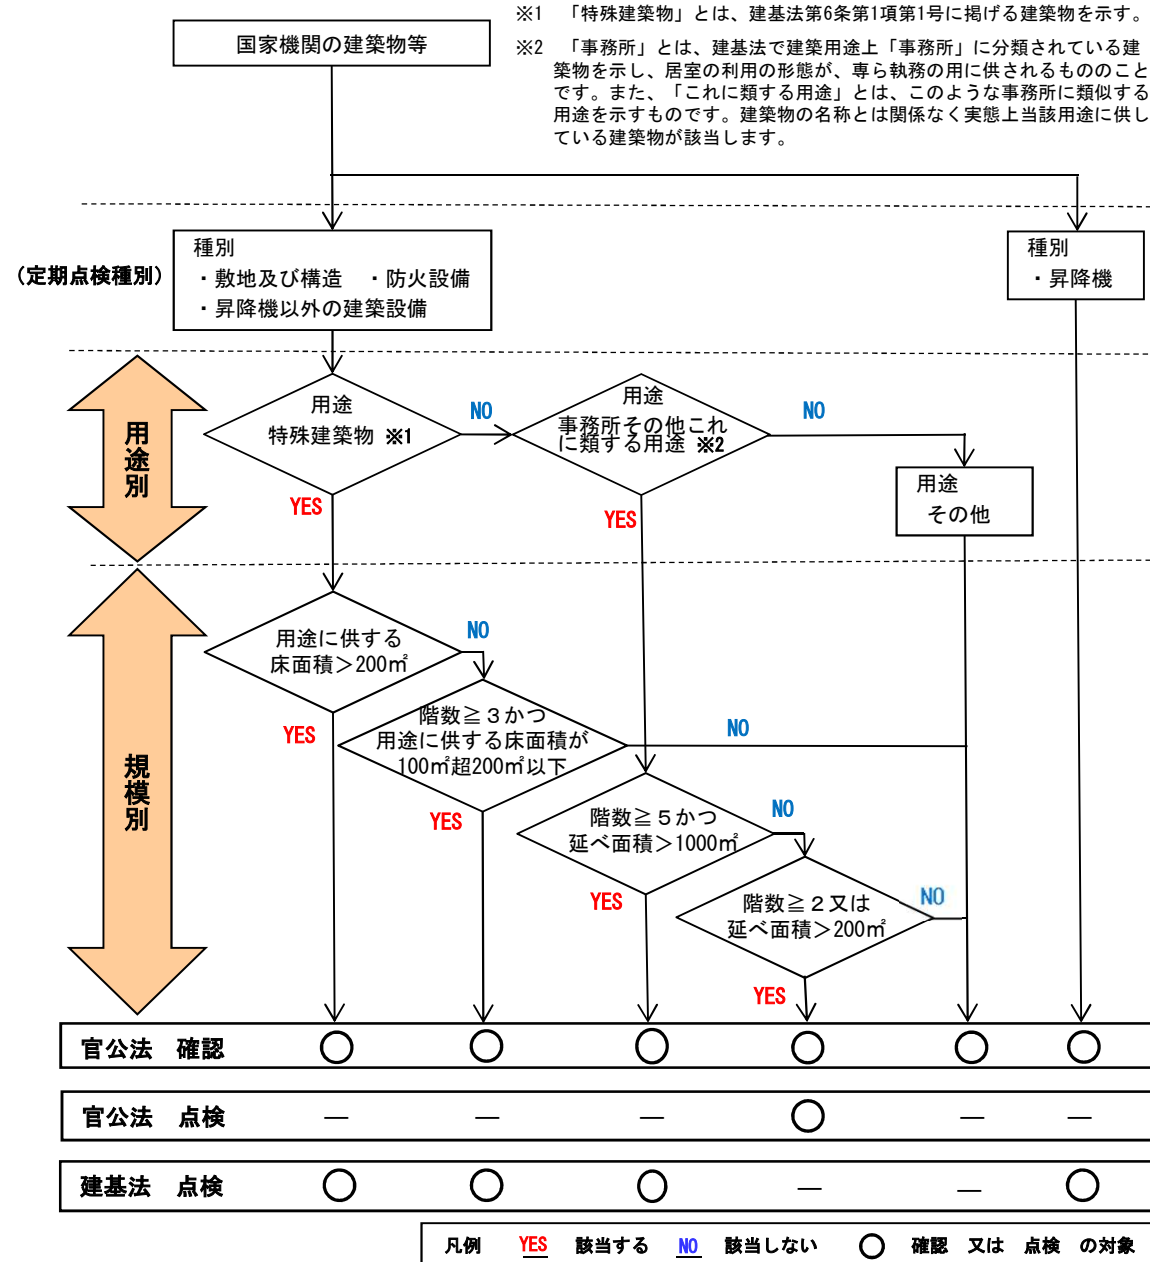 ※1　「特殊建築物」とは、建基法第6条第1項第1号に掲げる建築物を示す。
国家機関の建築物等
※2　「事務所」とは、建基法で建築用途上「事務所」に分類されている建
築物を示し、居室の利用の形態が、専ら執務の用に供されるもののこと
です。また、「これに類する用途」とは、このような事務所に類似する
用途を示すものです。建築物の名称とは関係なく実態上当該用途に供し
ている建築物が該当します。
（定期点検種別）
種別
・敷地及び構造　・防火設備
・昇降機以外の建築設備
種別
・昇降機
用途別
用途
特殊建築物 ※1
NO
YES
用途
事務所その他これ
に類する用途 ※2
NO
YES
用途
その他
規模別
用途に供する
床面積＞200㎡
NO
YES
階数≧３かつ
用途に供する床面積が
100㎡超200㎡以下
NO
YES
階数≧５かつ
延べ面積＞1000㎡
NO
YES
階数≧２又は
延べ面積＞200㎡
NO
YES
官公法　確認　○　○　○　○　○　○
官公法　点検　―　―　―　○　―　―
建基法　点検　○　○　○　―　―　○
凡例　YES　該当する　NO　該当しない　○　確認　又は　点検　の対象